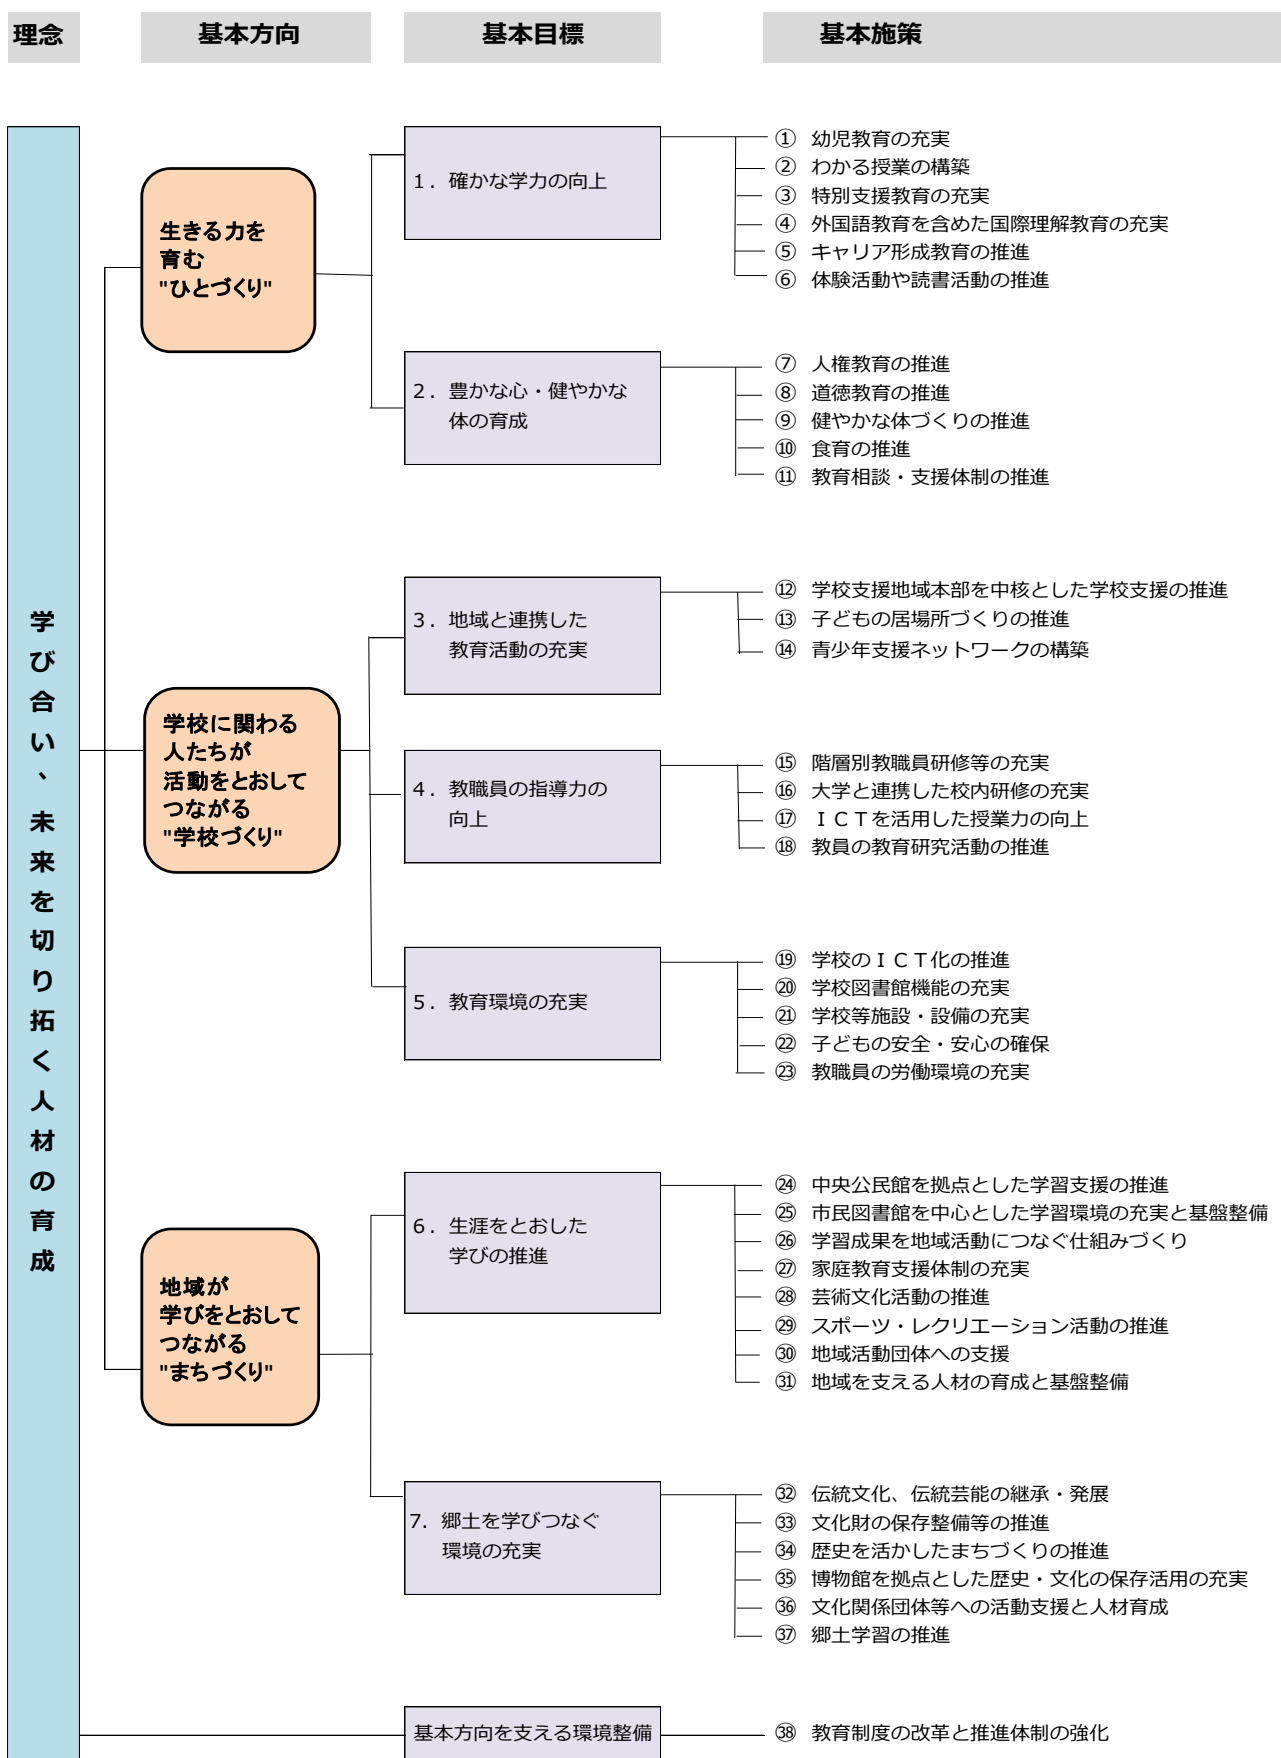 理念
基本方向
基本目標
基本施策
学び合い、未来を切り拓く人材の育成
生きる力を
育む
"ひとづくり"
1．確かな学力の向上
① 幼児教育の充実
② わかる授業の構築
③ 特別支援教育の充実
④ 外国語教育を含めた国際理解教育の充実
⑤ キャリア形成教育の推進
⑥ 体験活動や読書活動の推進
2．豊かな心・健やかな
体の育成
⑦ 人権教育の推進
⑧ 道徳教育の推進
⑨ 健やかな体づくりの推進
⑩ 食育の推進
⑪ 教育相談・支援体制の推進
学校に関わる
人たちが
活動をとおして
つながる
"学校づくり"
3．地域と連携した
教育活動の充実
⑫ 学校支援地域本部を中核とした学校支援の推進
⑬ 子どもの居場所づくりの推進
⑭ 青少年支援ネットワークの構築
4．教職員の指導力の
向上
⑮ 階層別教職員研修等の充実
⑯ 大学と連携した校内研修の充実
⑰ ＩＣＴを活用した授業力の向上
⑱ 教員の教育研究活動の推進
5．教育環境の充実
⑲ 学校のＩＣＴ化の推進
⑳ 学校図書館機能の充実
㉑ 学校等施設・設備の充実
㉒ 子どもの安全・安心の確保
㉓ 教職員の労働環境の充実
地域が
学びをとおして
つながる
"まちづくり"
6．生涯をとおした
学びの推進
㉔ 中央公民館を拠点とした学習支援の推進
㉕ 市民図書館を中心とした学習環境の充実と基盤整備
㉖ 学習成果を地域活動につなぐ仕組みづくり
㉗ 家庭教育支援体制の充実
㉘ 芸術文化活動の推進
㉙ スポーツ・レクリエーション活動の推進
㉚ 地域活動団体への支援
㉛ 地域を支える人材の育成と基盤整備
7．郷土を学びつなぐ
環境の充実
㉜ 伝統文化、伝統芸能の継承・発展
㉝ 文化財の保存整備等の推進
㉞ 歴史を活かしたまちづくりの推進
㉟ 博物館を拠点とした歴史・文化の保存活用の充実
㊱ 文化関係団体等への活動支援と人材育成
㊲ 郷土学習の推進
基本方向を支える環境整備
㊳ 教育制度の改革と推進体制の強化